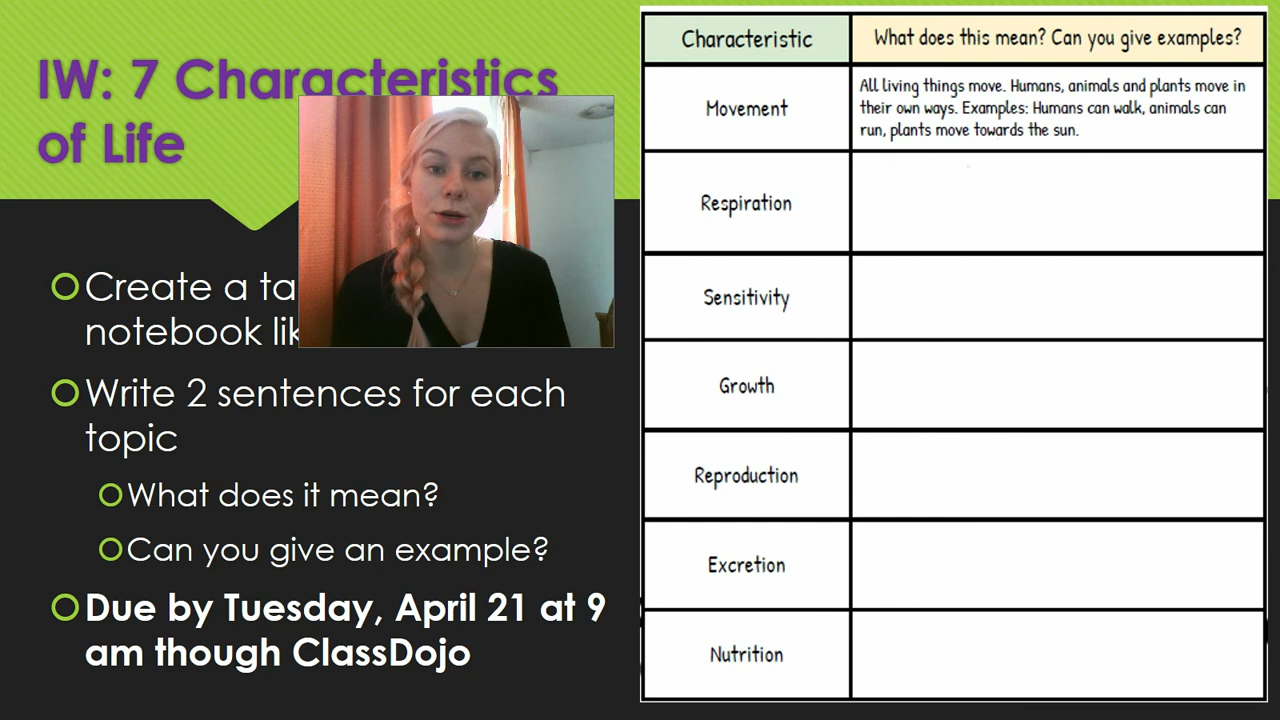 IW: 7 Characteristics
of Life
Create a ta
notebook lik
Write 2 sentences for each
topic
What does it mean?
Can you give an example?
Due by Tuesday, April 21 at 9
am though ClassDojo
Characteristic
What does this mean? Can you give examples?
Movement
All living things move. Humans, animals and plants move in
their own ways. Examples: Humans can walk, animals can
run, plants move towards the sun.
Respiration
Sensitivity
Growth
Reproduction
Excretion
Nutrition